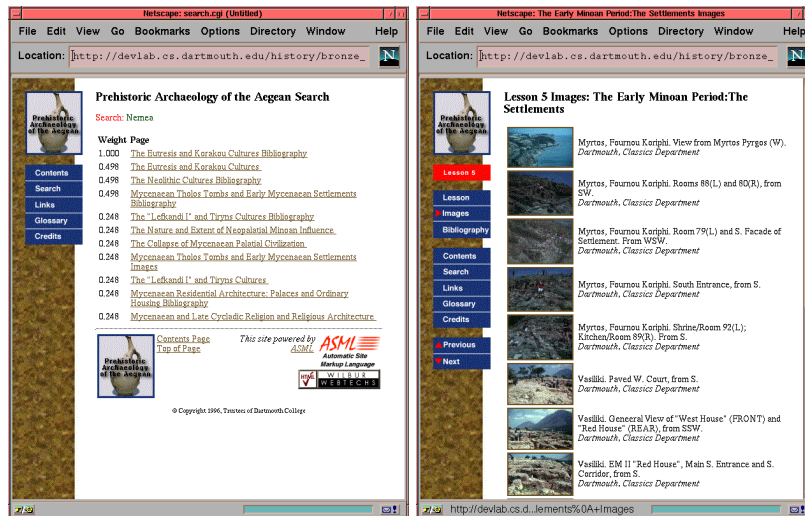 Netscape: search.cgi (Untitled)
File Edit View Go Bookmarks Options Directory Window Help
Location: http://devlab.cs.dartmouth.edu/history/bronze_
N
Prehistoric
Archaeology
of the Aegean
Contents
Search
Links
Glossary
Credits
Prehistoric Archaeology of the Aegean Search
Search: Nemea
Weight Page
1.000 The Eutresis and Korakou Cultures Bibliography
0.498 The Eutresis and Korakou Cultures
0.498 The Neolithic Cultures Bibliography
0.498 Mycenaean Tholos Tombs and Early Mycenaean Settlements
Bibliography
0.248 The "Lefkandi I" and Tiryns Cultures Bibliography
0.248 The Nature and Extent of Neopalatial Minoan Influence
0.248 The Collapse of Mycenaean Palatial Civilization
0.248 Mycenaean Tholos Tombs and Early Mycenaean Settlements
Images
0.248 The "Lefkandi I" and Tiryns Cultures
0.248 Mycenaean Residential Architecture: Palaces and Ordinary
Housing Bibliography
0.248 Mycenaean and Late Cycladic Religion and Religious Architecture
Prehistoric
Archaeology
of the Aegean
Contents Page
Top of Page
This site powered by
ASML
ASML
Automatic Site
Markup Language
HTML WILBUR
WEBTECHS
© Copyright 1996, Trustees of Dartmouth College
Netscape: The Early Minoan Period:The Settlements Images
File Edit View Go Bookmarks Options Directory Window Help
Location: http://devlab.cs.dartmouth.edu/history/bronze_
N
Prehistoric
Archaeology
of the Aegean
Lesson 5
Lesson
Images
Bibliography
Contents
Search
Links
Glossary
Credits
Previous
Next
Lesson 5 Images: The Early Minoan Period:The
Settlements
Myrtos, Fournou Koriphi. View from Myrtos Pyrgos (W).
Dartmouth, Classics Department
Myrtos, Fournou Koriphi. Rooms 88(L) and 80(R), from
SW.
Dartmouth, Classics Department
Myrtos, Fournou Koriphi. Room 79(L) and S. Facade of
Settlement. From WSW.
Dartmouth, Classics Department
Myrtos, Fournou Koriphi. South Entrance, from S.
Dartmouth, Classics Department
Myrtos, Fournou Koriphi. Shrine/Room 92(L);
Kitchen/Room 89(R). From S.
Dartmouth, Classics Department
Vasiliki. Paved W. Court, from S.
Dartmouth, Classics Department
Vasiliki. Geneeral View of "West House" (FRONT) and
"Red House" (REAR), from SSW.
Dartmouth, Classics Department
Vasiliki. EM II "Red House", Main S. Entrance and S.
Corridor, from S.
Dartmouth, Classics Department
http://devlab.cs.d...lements%0A+Images